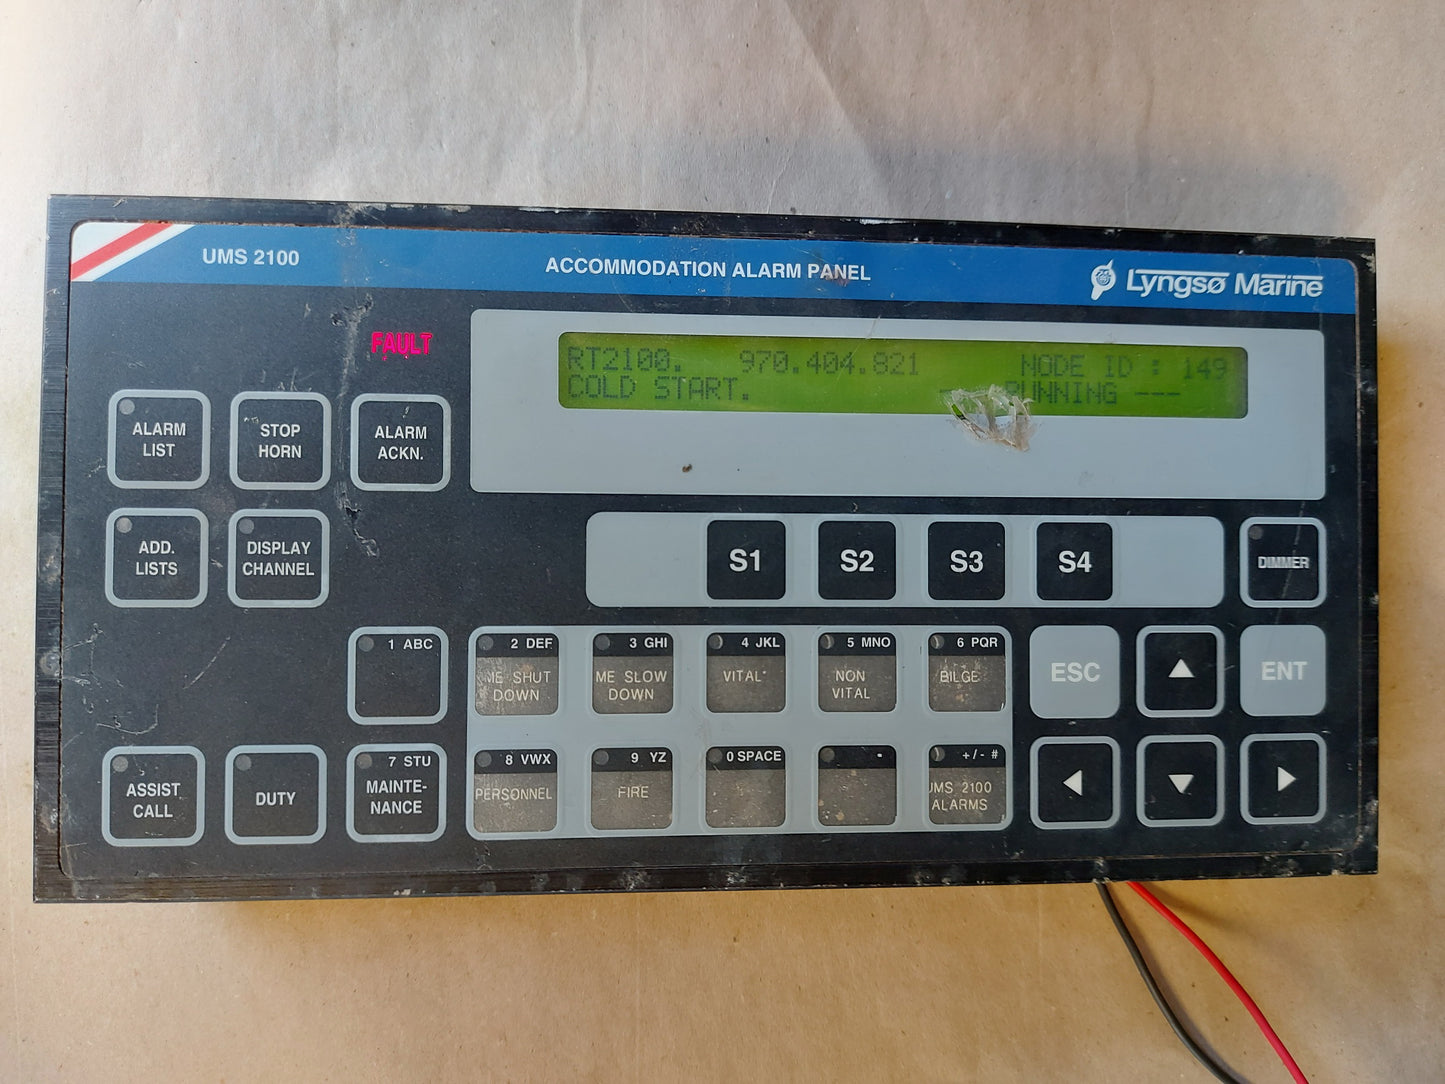 UMS 2100
ACCOMMODATION ALARM PANEL
Lyngsø Marine
FAULT
RT2100. 970.404.821 NODE ID : 149
COLD START. RUNNING ---
ALARM
LIST
STOP
HORN
ALARM
ACKN.
ADD.
LISTS
DISPLAY
CHANNEL
S1
S2
S3
S4
DIMMER
1 ABC
2 DEF
ME SHUT
DOWN
3 GHI
ME SLOW
DOWN
4 JKL
VITAL
5 MNO
NON
VITAL
6 PQR
BILGE
ESC
ENT
ASSIST
CALL
DUTY
7 STU
MAINTE-
NANCE
8 VWX
PERSONNEL
9 YZ
FIRE
0 SPACE
-
+/- #
UMS 2100
ALARMS